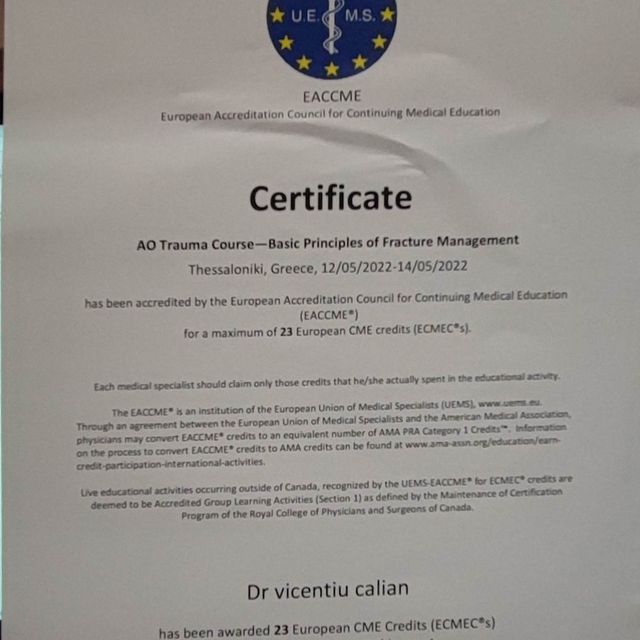 U.E. M.S.
EACCME
European Accreditation Council for Continuing Medical Education
Certificate
AO Trauma Course—Basic Principles of Fracture Management
Thessaloniki, Greece, 12/05/2022-14/05/2022
has been accredited by the European Accreditation Council for Continuing Medical Education
(EACCME®)
for a maximum of 23 European CME credits (ECMEC®s).
Each medical specialist should claim only those credits that he/she actually spent in the educational activity.
The EACCME® is an institution of the European Union of Medical Specialists (UEMS), www.uems.eu.
Through an agreement between the European Union of Medical Specialists and the American Medical Association,
physicians may convert EACCME® credits to an equivalent number of AMA PRA Category 1 Credits™. Information
on the process to convert EACCME® credits to AMA credits can be found at www.ama-assn.org/education/earn-
credit-participation-international-activities.
Live educational activities occurring outside of Canada, recognized by the UEMS-EACCME® for ECMEC® credits are
deemed to be Accredited Group Learning Activities (Section 1) as defined by the Maintenance of Certification
Program of the Royal College of Physicians and Surgeons of Canada.
Dr vicentiu calian
has been awarded 23 European CME Credits (ECMEC®s)